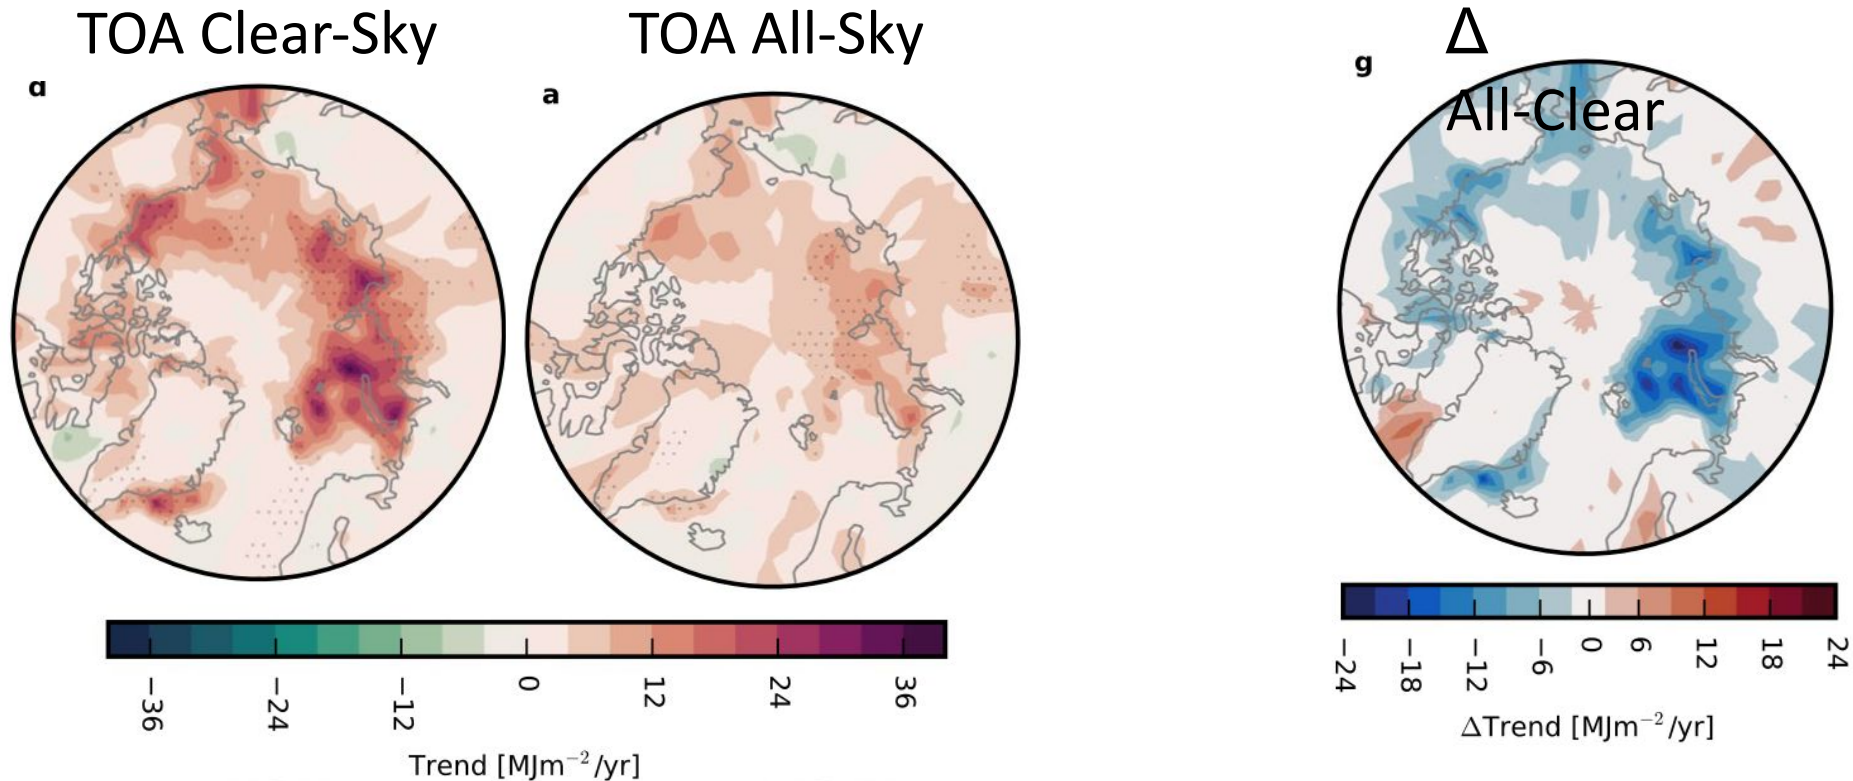 TOA Clear-Sky
TOA All-Sky
Δ
All-Clear
d
a
g
−36 −24 −12 0 12 24 36
Trend [MJm⁻²/yr]
−24 −18 −12 −6 0 6 12 18 24
ΔTrend [MJm⁻²/yr]